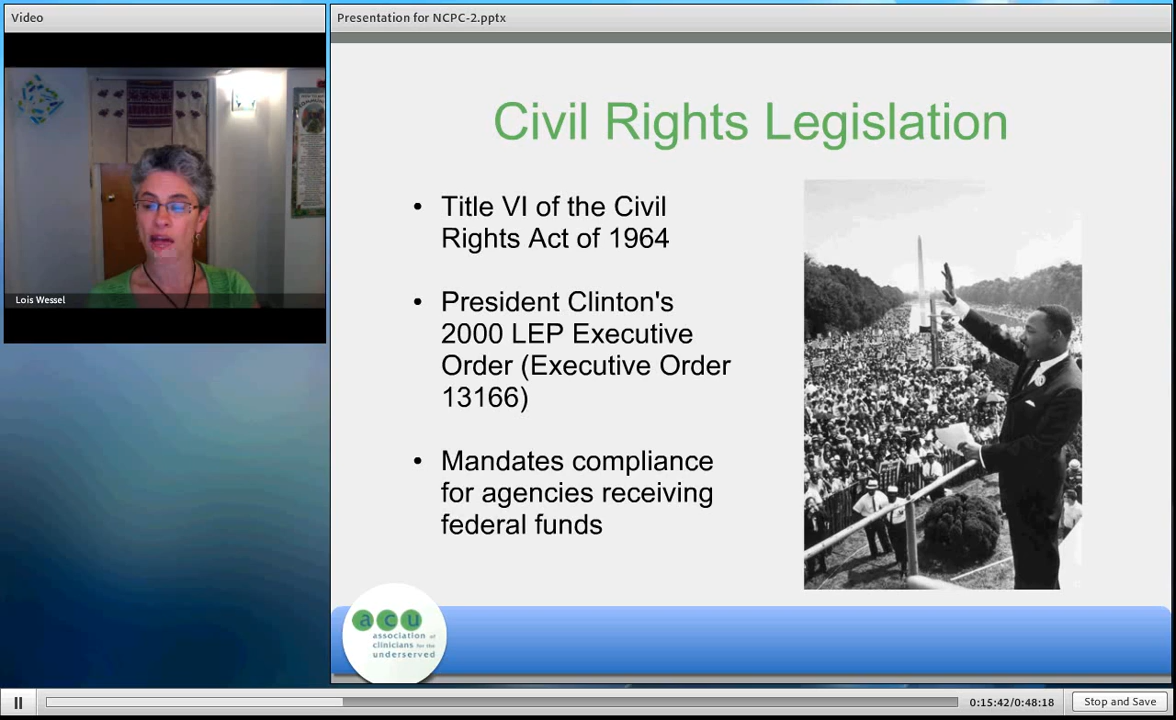 Video
Presentation for NCPC-2.pptx
Lois Wessel
Civil Rights Legislation
• Title VI of the Civil
Rights Act of 1964
• President Clinton's
2000 LEP Executive
Order (Executive Order
13166)
• Mandates compliance
for agencies receiving
federal funds
acu
association of
clinicians for the
underserved
0:15:42/0:48:18
Stop and Save